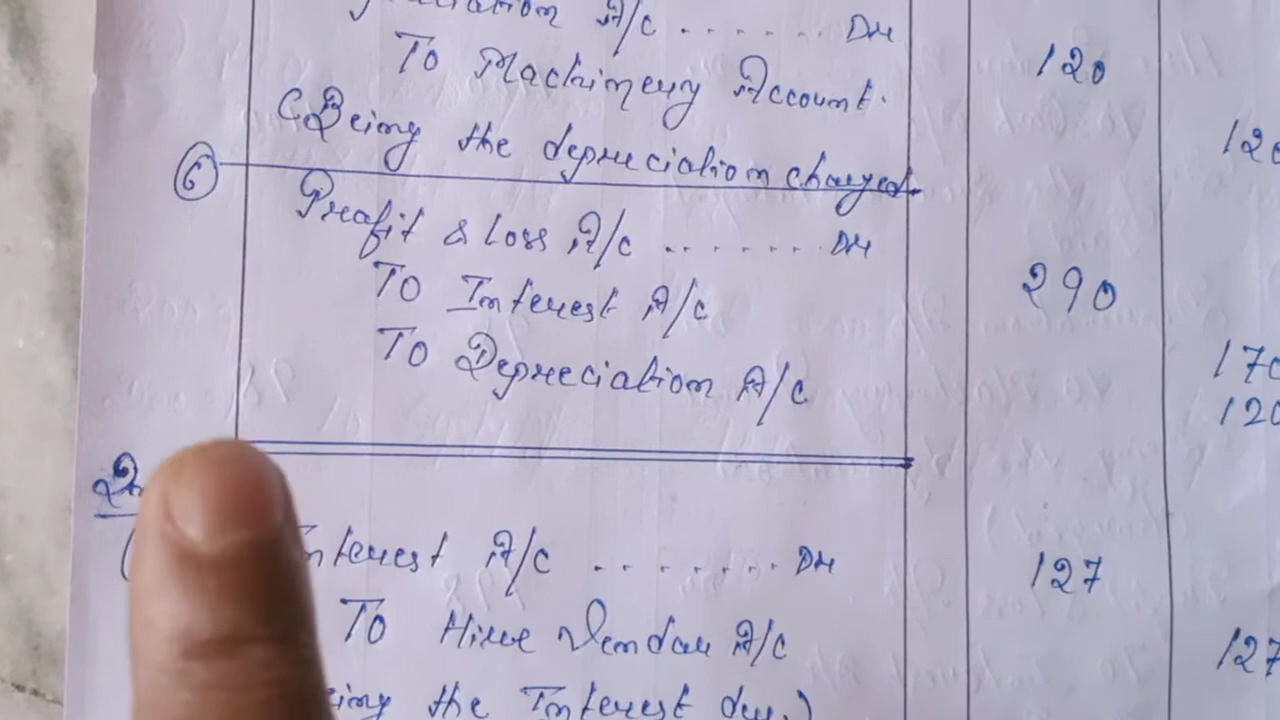 A/c ....... Dr 120
To Machinery Account. 120
(Being the depreciation charged.
6 Profit & Loss A/c ....... Dr 290
To Interest A/c 170
To Depreciation A/c 120
Interest A/c ....... Dr 127
To Hire Vendor A/c 127
the Interest due.)